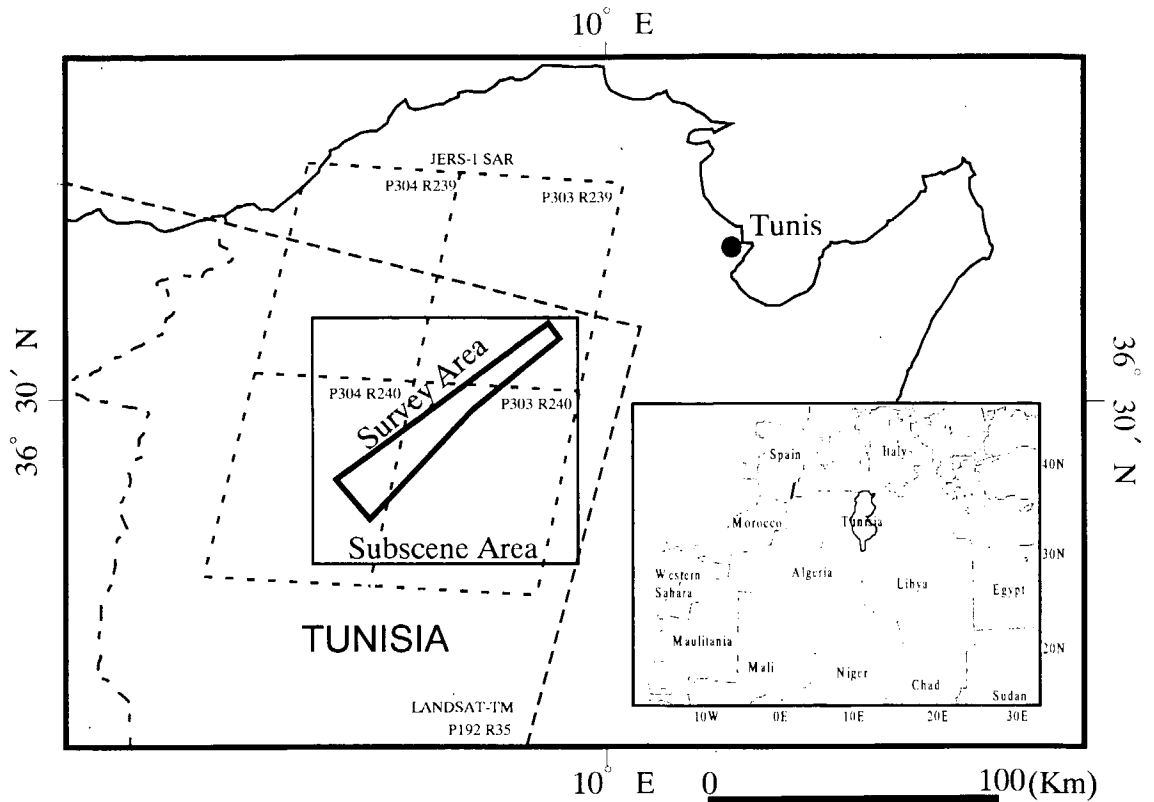 10° E
JERS-1 SAR
P304 R239
P303 R239
Tunis
36° 30′ N
36° 30′ N
Survey Area
P304 R240
P303 R240
Subscene Area
TUNISIA
LANDSAT-TM
P192 R35
Spain
Italy
40N
Morocco
Tunisia
30N
Western
Sahara
Algeria
Libya
Egypt
Maulitania
20N
Mali
Niger
Chad
Sudan
10W 0E 10E 20E 30E
10° E
0 100 (Km)